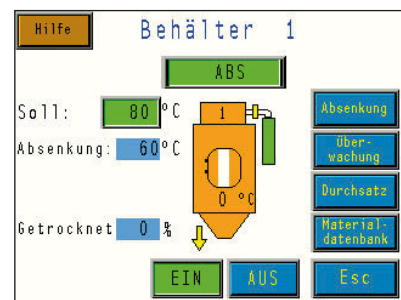 Hilfe
Behälter 1
ABS
Soll: 80 °C
1
Absenkung
Absenkung: 60 °C
Über-
wachung
0 °C
Durchsatz
Getrocknet 0 %
Material-
datenbank
EIN
AUS
Esc